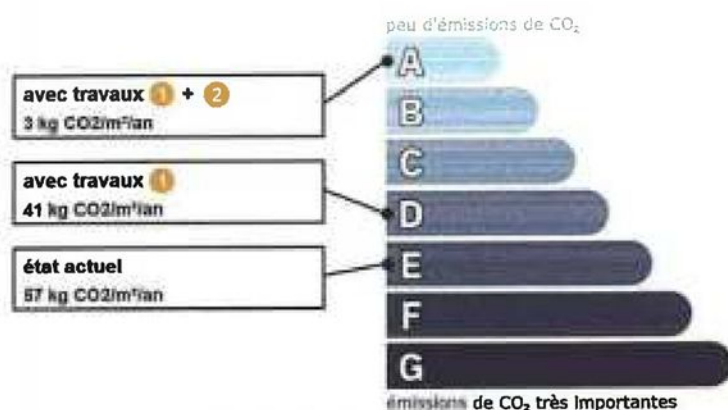 peu d'émissions de CO₂
A
avec travaux 1 + 2
3 kg CO2/m²/an
B
C
avec travaux 1
41 kg CO2/m²/an
D
état actuel
57 kg CO2/m²/an
E
F
G
émissions de CO₂ très importantes